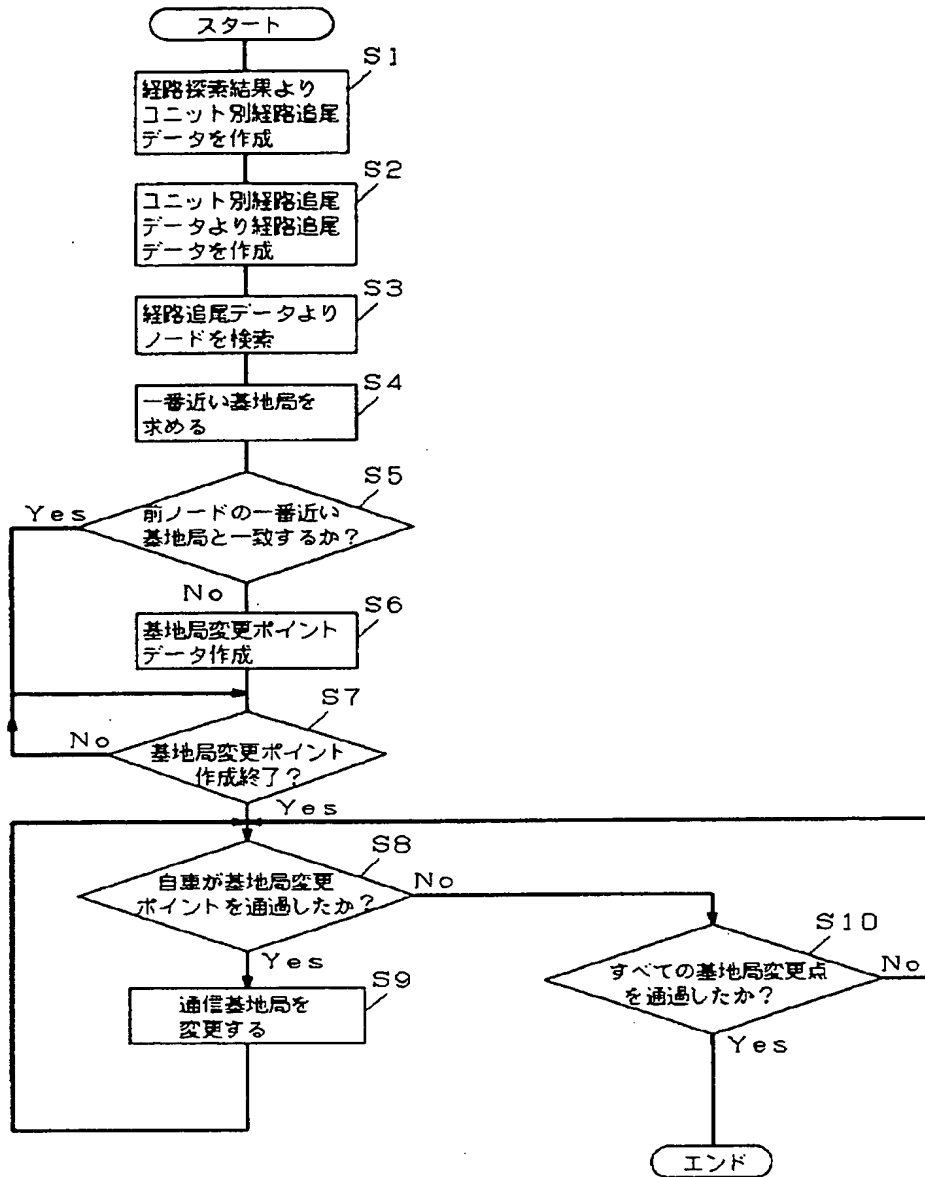 スタート
S1
経路探索結果より
ユニット別経路追尾
データを作成
S2
ユニット別経路追尾
データより経路追尾
データを作成
S3
経路追尾データより
ノードを検索
S4
一番近い基地局を
求める
S5
Yes
前ノードの一番近い
基地局と一致するか?
No
S6
基地局変更ポイント
データ作成
S7
No
基地局変更ポイント
作成終了?
Yes
S8
自車が基地局変更
ポイントを通過したか?
No
Yes
S9
通信基地局を
変更する
S10
すべての基地局変更点
を通過したか?
No
Yes
エンド